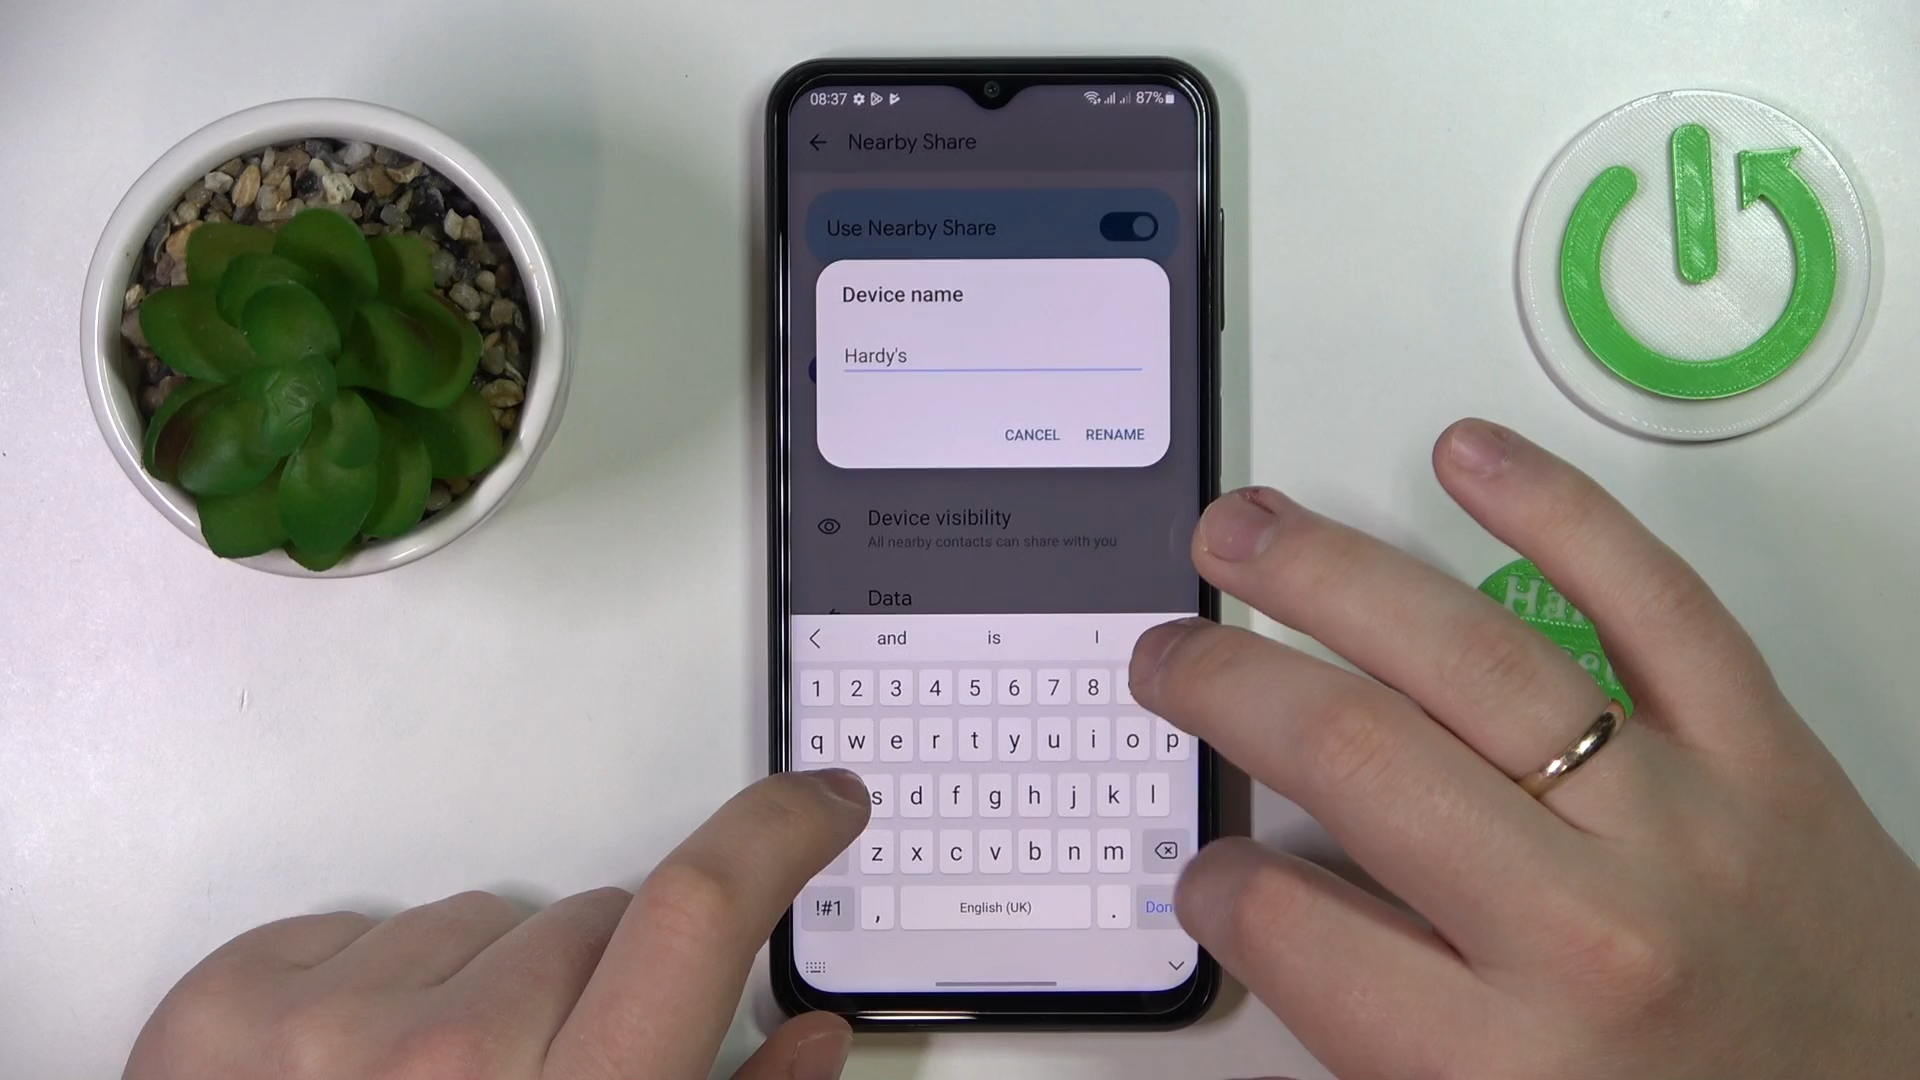 08:37 87%
Nearby Share
Use Nearby Share
Device name
Hardy's
CANCEL RENAME
Device visibility
All nearby contacts can share with you
Data
and is I
1 2 3 4 5 6 7 8
q w e r t y u i o p
s d f g h j k l
z x c v b n m
!#1 , English (UK) . Don